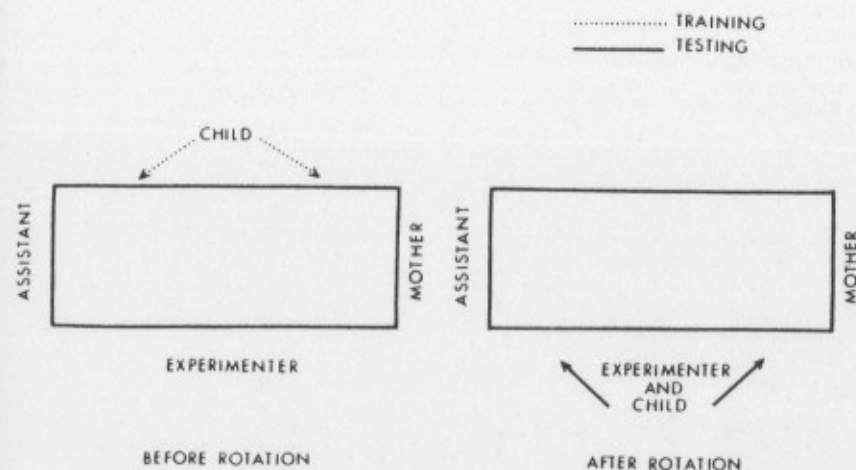 TRAINING
TESTING
CHILD
ASSISTANT
MOTHER
EXPERIMENTER
BEFORE ROTATION
ASSISTANT
MOTHER
EXPERIMENTER
AND
CHILD
AFTER ROTATION